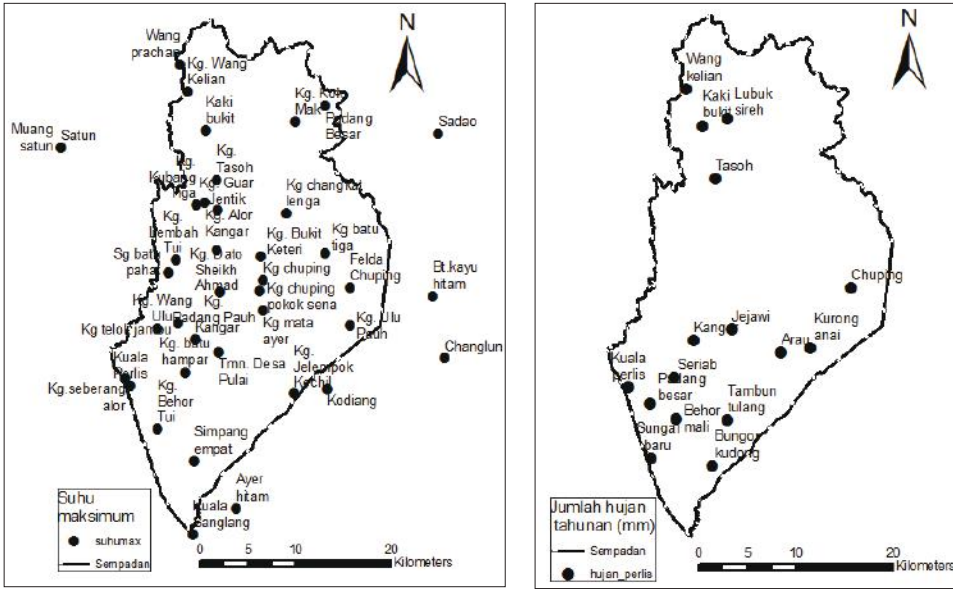 Wang
prachan
Kg. Wang
Kelian
Kaki
bukit
Kg. Kok
Mak
Padang
Besar
N
Sadao
Muang
satun
Satun
Kg.
Tasoh
Kg.
Kubang
Kg. Guar
Jentik
Kg changkat
lenga
Kg. Alor
Kangar
Kg.
Lembah
Tui
Kg. Bukit
Keteri
Kg batu
tiga
Sg batu
pahat
Kg. Dato
Sheikh
Ahmad
Kg chuping
Felda
Chuping
Kg chuping
pokok sena
Bt.kayu
hitam
Kg. Wang
Ulu
Kg.
Padang Pauh
Kg mata
ayer
Kg. Ulu
Pauh
Kg telok jambu
Kangar
Kg. batu
hampar
Kuala
Perlis
Tmn. Desa
Pulai
Kg.
Jelempok
Kechil
Changlun
Kg.seberang
alor
Kg.
Behor
Tui
Kodiang
Simpang
empat
Ayer
hitam
Kuala
Sanglang
Suhu
maksimum
suhumax
Sempadan
0 5 10 20
Kilometers
N
Wang
kelian
Kaki
bukit
Lubuk
sireh
Tasoh
Chuping
Jejawi
Kangar
Kurong
anai
Arau
Kuala
perlis
Seriab
Padang
besar
Tambun
tulang
Behor
mali
Sungai
baru
Bungor
kudong
Jumlah hujan
tahunan (mm)
Sempadan
hujan_perlis
0 5 10 20
Kilometers